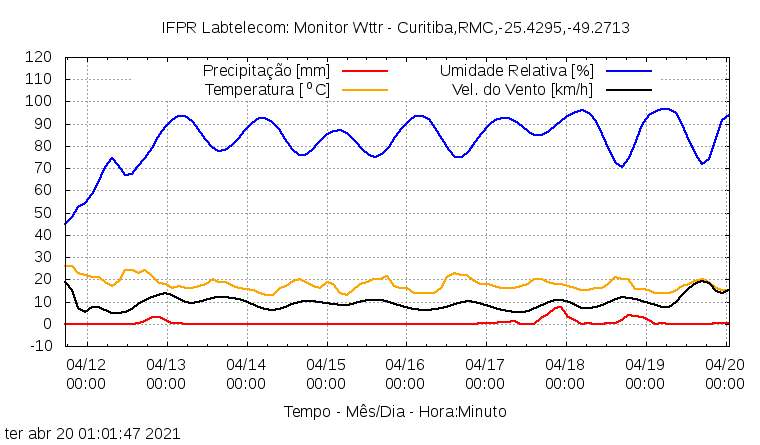 IFPR Labtelecom: Monitor Wttr - Curitiba,RMC,-25.4295,-49.2713
Precipitação [mm]
Umidade Relativa [%]
Temperatura [ ⁰C]
Vel. do Vento [km/h]
120
110
100
90
80
70
60
50
40
30
20
10
0
-10
04/12 04/13 04/14 04/15 04/16 04/17 04/18 04/19 04/20
00:00 00:00 00:00 00:00 00:00 00:00 00:00 00:00 00:00
Tempo - Mês/Dia - Hora:Minuto
ter abr 20 01:01:47 2021